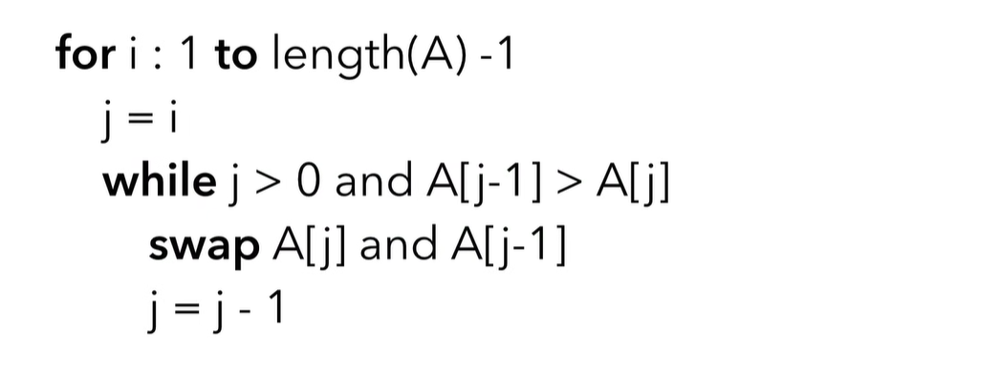 for i : 1 to length(A) -1
j = i
while j > 0 and A[j-1] > A[j]
swap A[j] and A[j-1]
j = j - 1